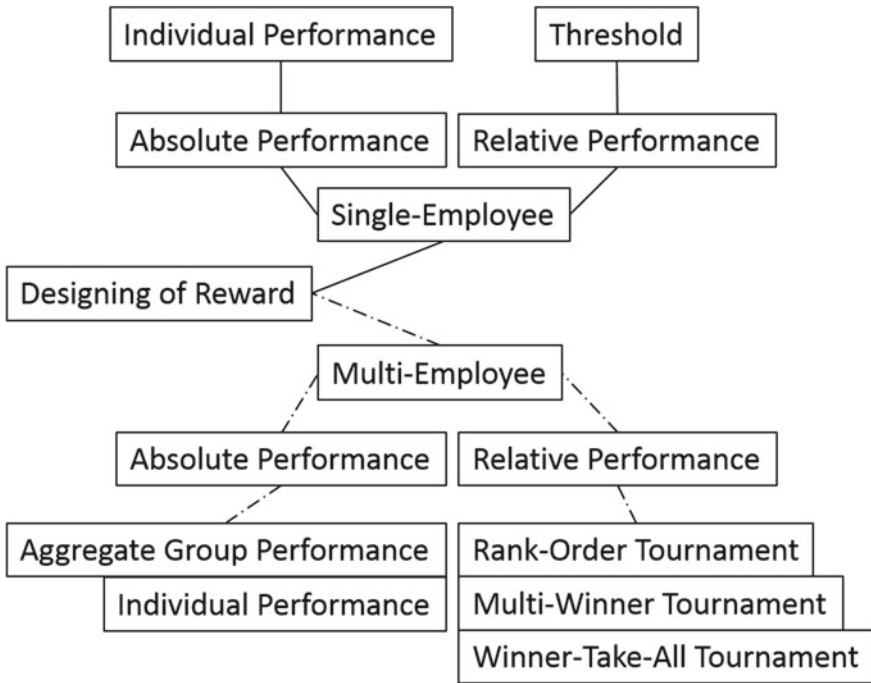 Individual Performance
Threshold
Absolute Performance
Relative Performance
Single-Employee
Designing of Reward
Multi-Employee
Absolute Performance
Relative Performance
Aggregate Group Performance
Rank-Order Tournament
Individual Performance
Multi-Winner Tournament
Winner-Take-All Tournament